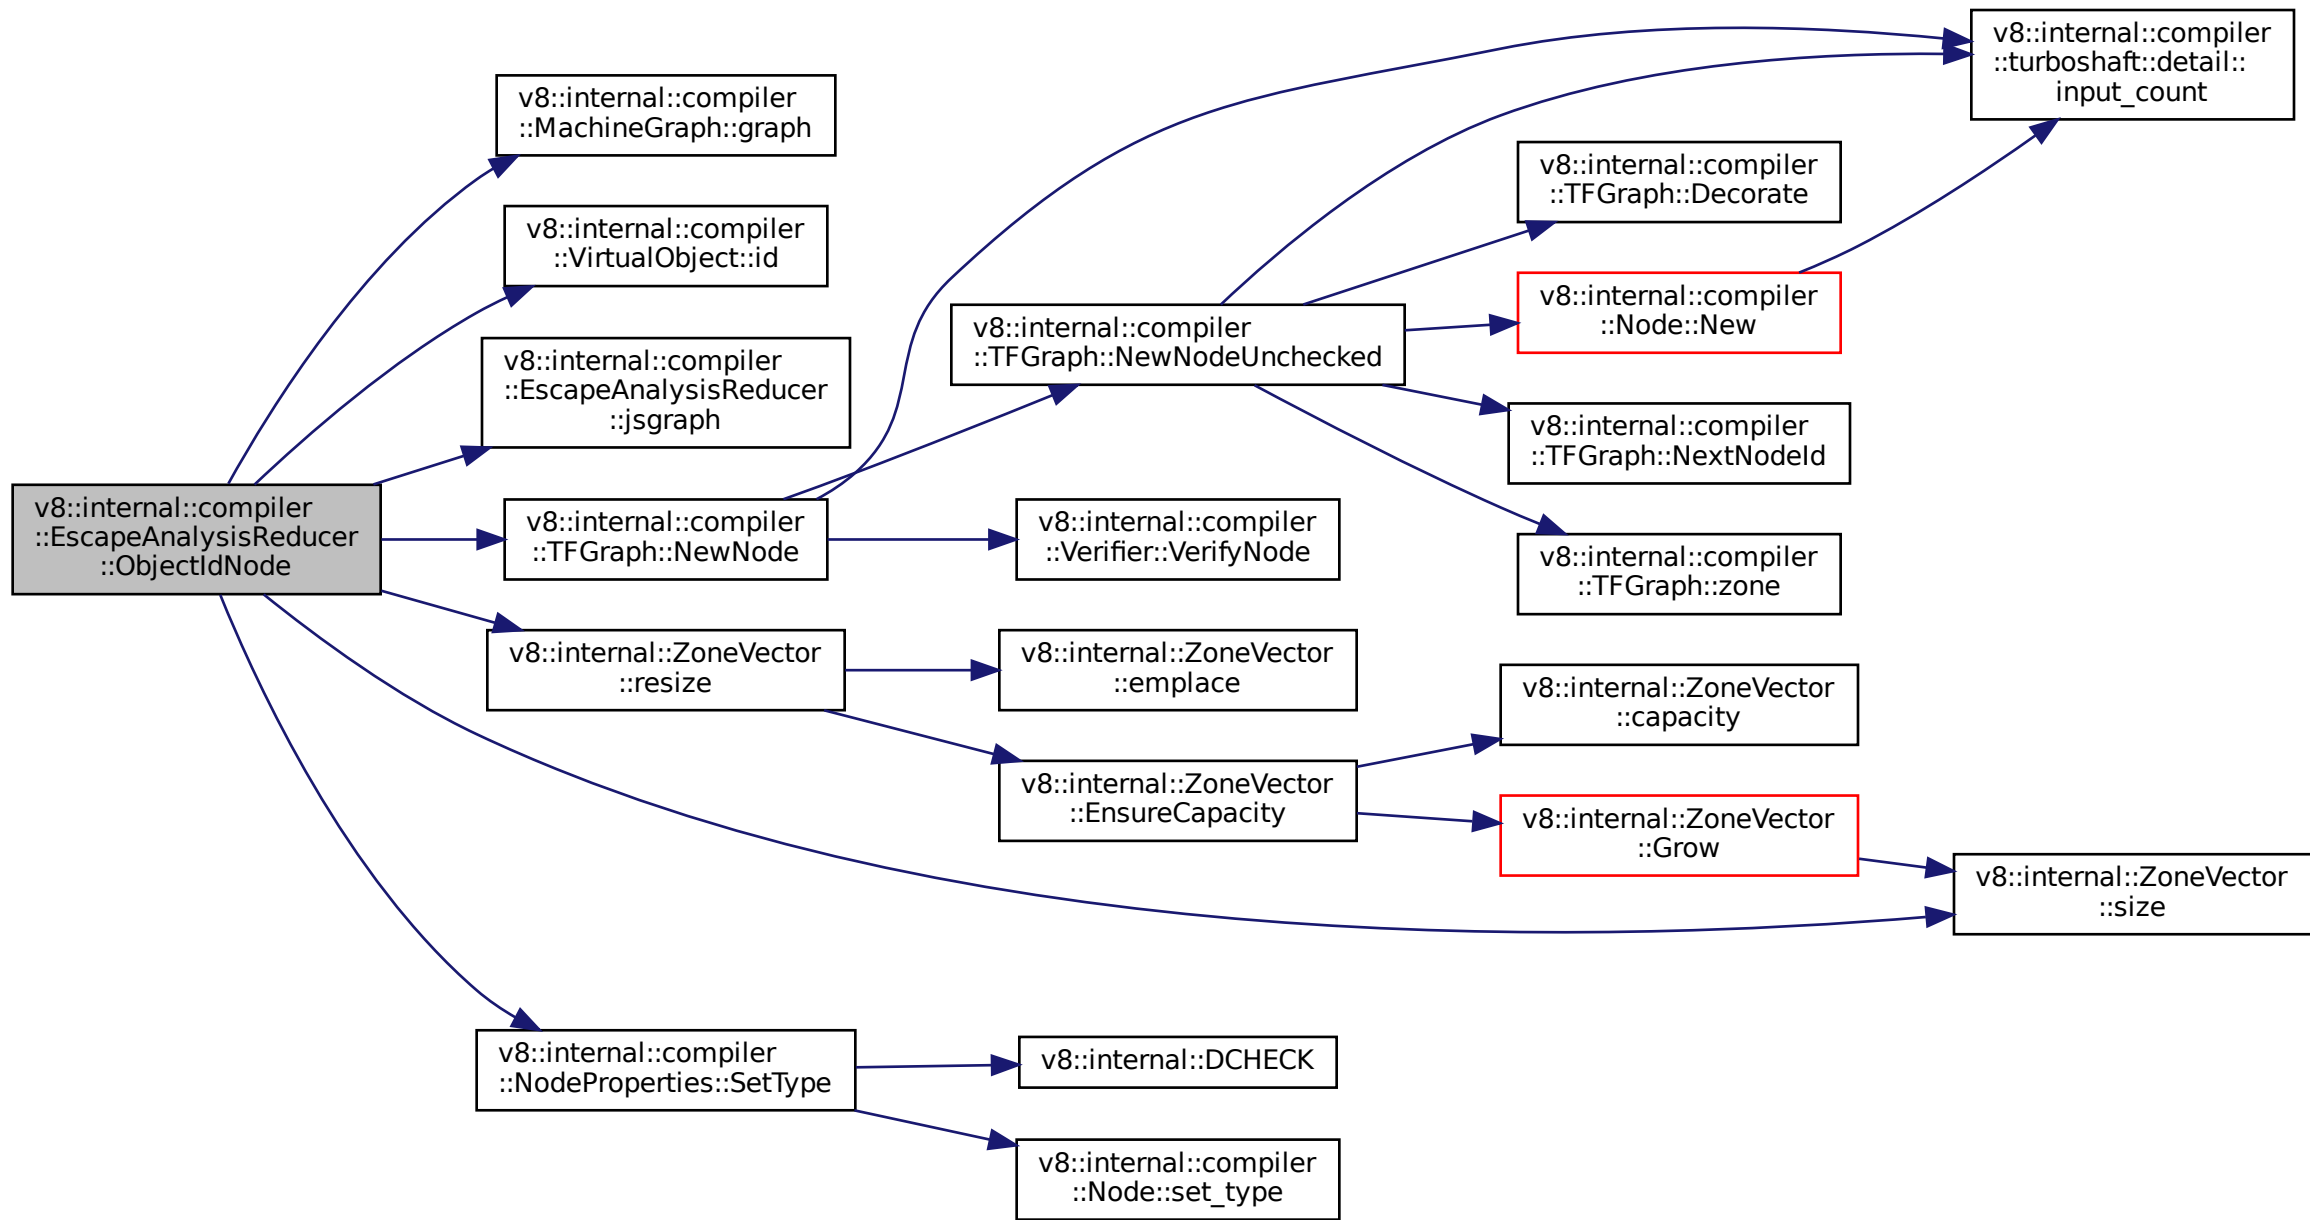 v8::internal::compiler
::EscapeAnalysisReducer
::ObjectIdNode
v8::internal::compiler
::MachineGraph::graph
v8::internal::compiler
::VirtualObject::id
v8::internal::compiler
::EscapeAnalysisReducer
::jsgraph
v8::internal::compiler
::TFGraph::NewNode
v8::internal::ZoneVector
::resize
v8::internal::compiler
::NodeProperties::SetType
v8::internal::compiler
::TFGraph::NewNodeUnchecked
v8::internal::compiler
::Verifier::VerifyNode
v8::internal::ZoneVector
::emplace
v8::internal::ZoneVector
::EnsureCapacity
v8::internal::DCHECK
v8::internal::compiler
::Node::set_type
v8::internal::compiler
::TFGraph::Decorate
v8::internal::compiler
::Node::New
v8::internal::compiler
::TFGraph::NextNodeId
v8::internal::compiler
::TFGraph::zone
v8::internal::ZoneVector
::capacity
v8::internal::ZoneVector
::Grow
v8::internal::compiler
::turboshaft::detail::
input_count
v8::internal::ZoneVector
::size